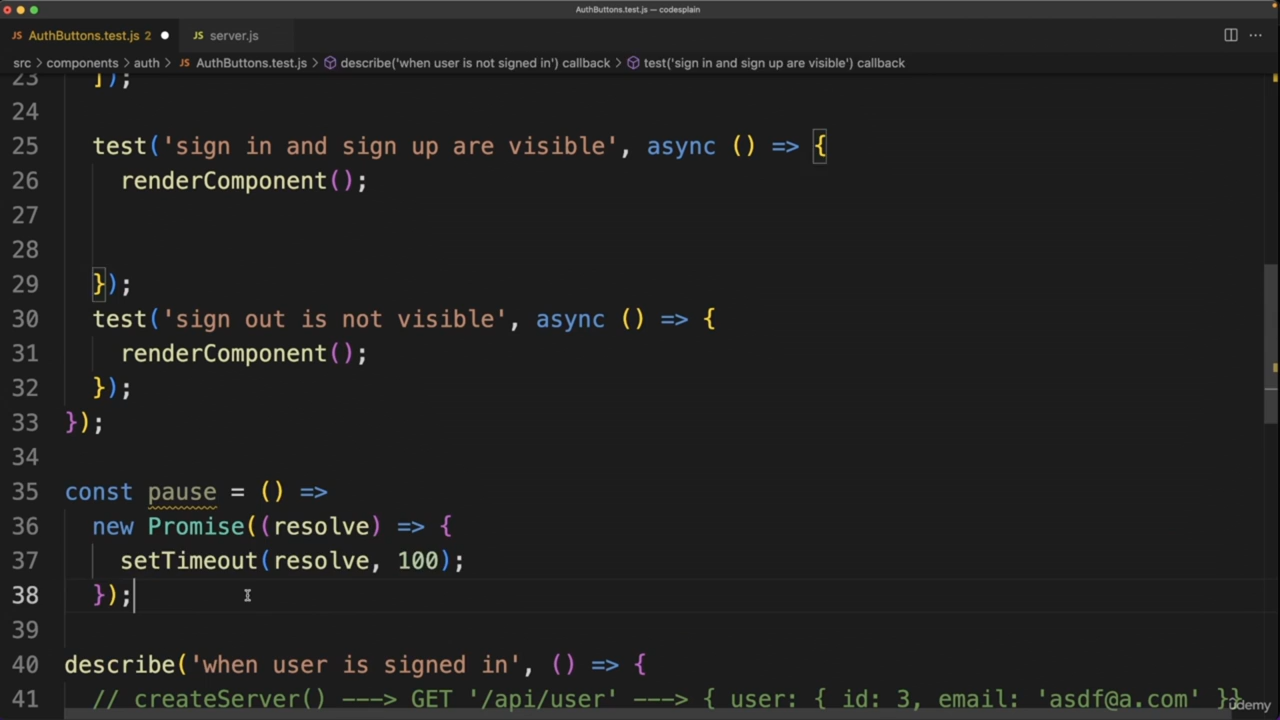 AuthButtons.test.js — codesplain
JS AuthButtons.test.js 2 JS server.js
src > components > auth > JS AuthButtons.test.js > describe('when user is not signed in') callback > test('sign in and sign up are visible') callback
23 ]);
24
25 test('sign in and sign up are visible', async () => {
26 renderComponent();
27
28
29 });
30 test('sign out is not visible', async () => {
31 renderComponent();
32 });
33 });
34
35 const pause = () =>
36 new Promise((resolve) => {
37 setTimeout(resolve, 100);
38 });
39
40 describe('when user is signed in', () => {
41 // createServer() ---> GET '/api/user' ---> { user: { id: 3, email: 'asdf@a.com' }}
Udemy